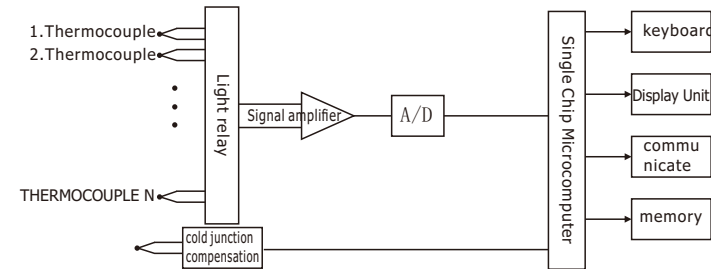 1.Thermocouple
2.Thermocouple
THERMOCOUPLE N
Light relay
cold junction
compensation
Signal amplifier
A/D
Single Chip Microcomputer
keyboard
Display Unit
commu
nicate
memory